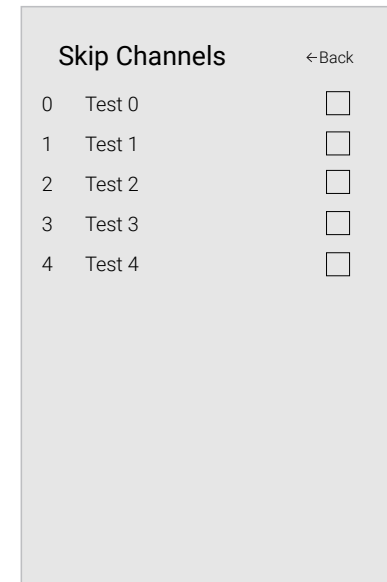 Skip Channels ←Back
0 Test 0
1 Test 1
2 Test 2
3 Test 3
4 Test 4